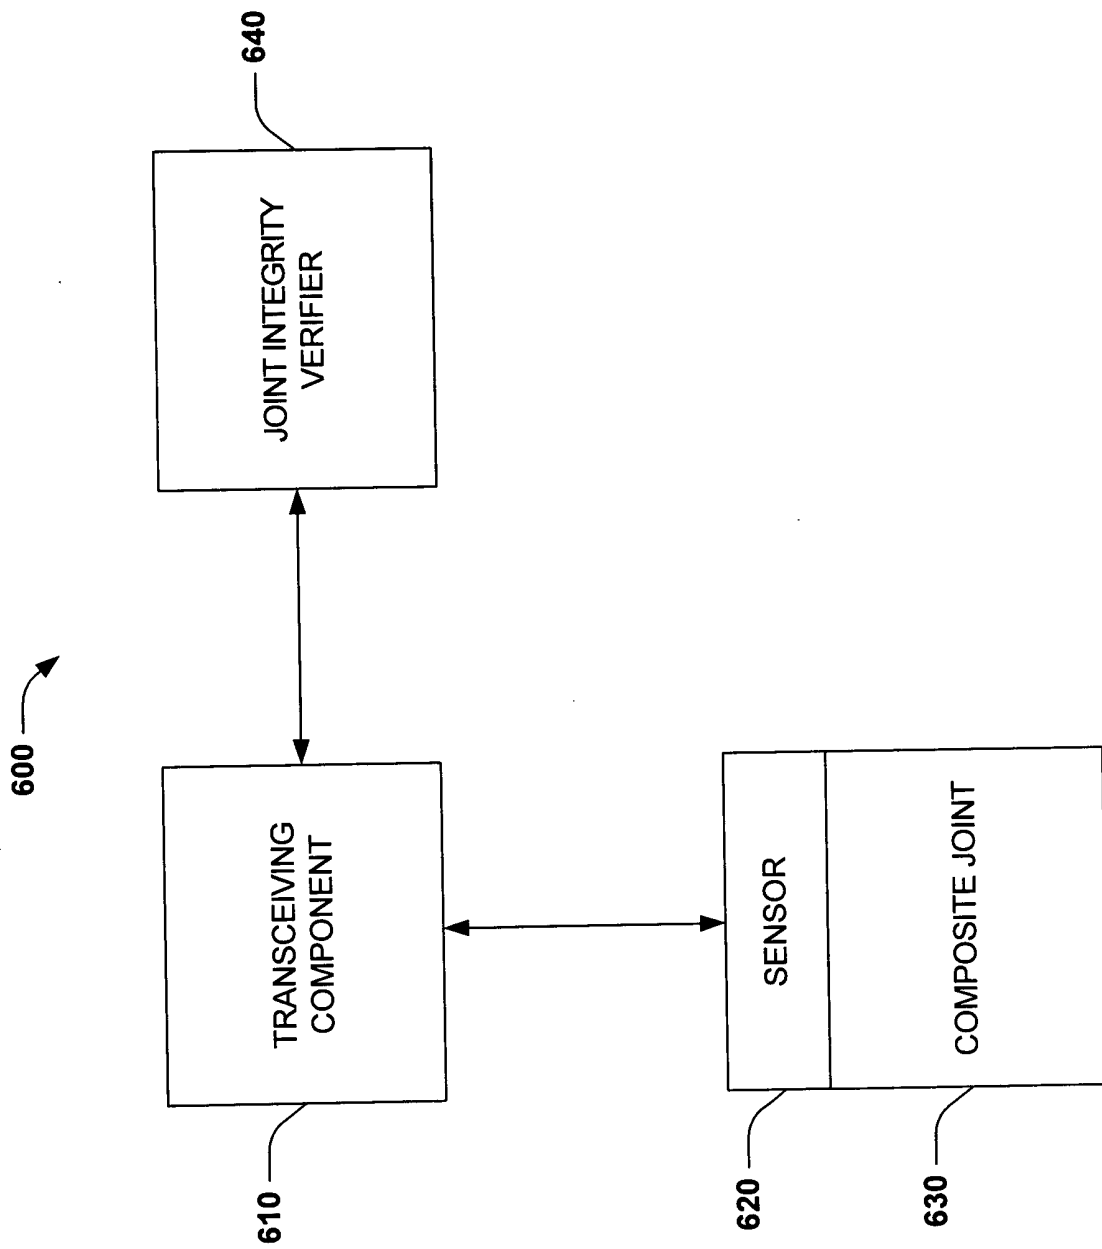 600
610
TRANSCEIVING
COMPONENT
JOINT INTEGRITY
VERIFIER
640
620
SENSOR
630
COMPOSITE JOINT